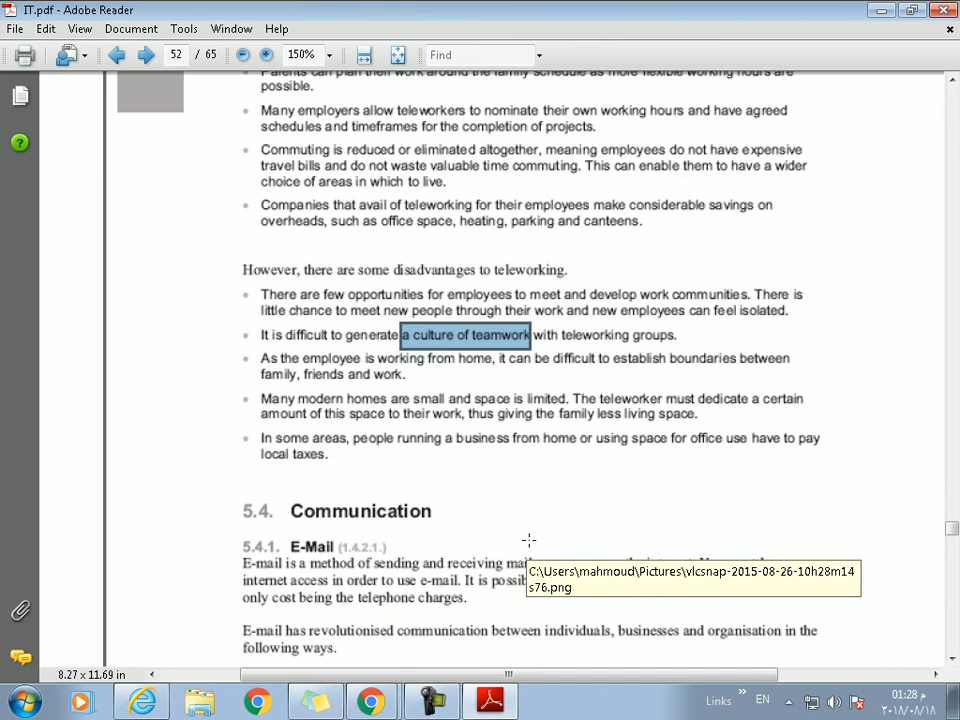 IT.pdf - Adobe Reader
File Edit View Document Tools Window Help
52 / 65 150% Find
Parents can plan their work around the family schedule as more flexible working hours are
possible.
Many employers allow teleworkers to nominate their own working hours and have agreed
schedules and timeframes for the completion of projects.
Commuting is reduced or eliminated altogether, meaning employees do not have expensive
travel bills and do not waste valuable time commuting. This can enable them to have a wider
choice of areas in which to live.
Companies that avail of teleworking for their employees make considerable savings on
overheads, such as office space, heating, parking and canteens.
However, there are some disadvantages to teleworking.
There are few opportunities for employees to meet and develop work communities. There is
little chance to meet new people through their work and new employees can feel isolated.
It is difficult to generate a culture of teamwork with teleworking groups.
As the employee is working from home, it can be difficult to establish boundaries between
family, friends and work.
Many modern homes are small and space is limited. The teleworker must dedicate a certain
amount of this space to their work, thus giving the family less living space.
In some areas, people running a business from home or using space for office use have to pay
local taxes.
5.4. Communication
5.4.1. E-Mail (1.4.2.1.)
E-mail is a method of sending and receiving
internet access in order to use e-mail. It is
only cost being the telephone charges.
C:\Users\mahmoud\Pictures\vlcsnap-2015-08-26-10h28m14
s76.png
E-mail has revolutionised communication between individuals, businesses and organisation in the
following ways.
8.27 x 11.69 in
Links » EN 01:28 م
٢٠١٨/٠٨/١٨